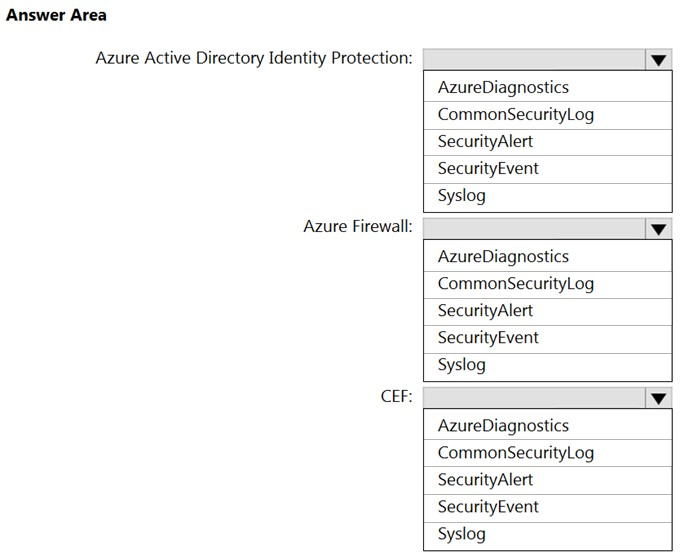 Answer Area
Azure Active Directory Identity Protection:
AzureDiagnostics
CommonSecurityLog
SecurityAlert
SecurityEvent
Syslog
Azure Firewall:
AzureDiagnostics
CommonSecurityLog
SecurityAlert
SecurityEvent
Syslog
CEF:
AzureDiagnostics
CommonSecurityLog
SecurityAlert
SecurityEvent
Syslog